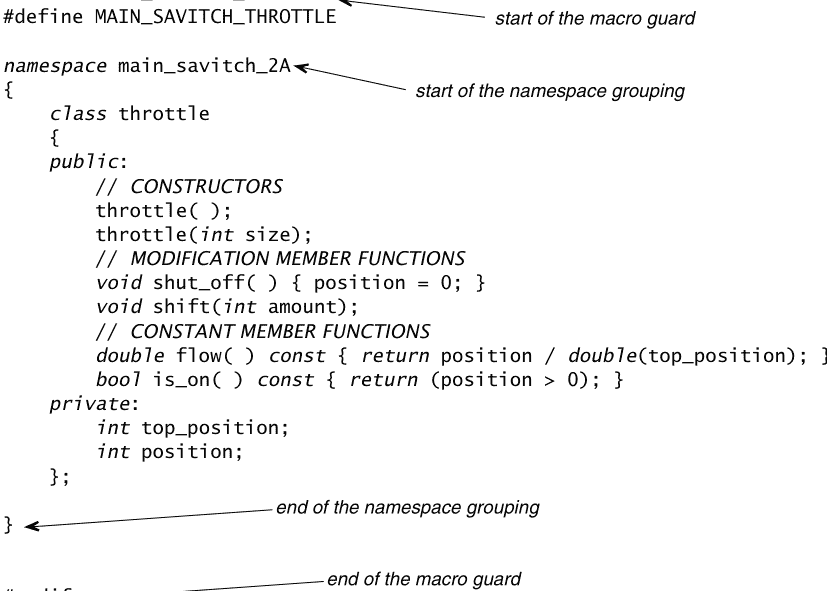 #define MAIN_SAVITCH_THROTTLE
start of the macro guard
namespace main_savitch_2A
start of the namespace grouping
{
class throttle
{
public:
// CONSTRUCTORS
throttle( );
throttle(int size);
// MODIFICATION MEMBER FUNCTIONS
void shut_off( ) { position = 0; }
void shift(int amount);
// CONSTANT MEMBER FUNCTIONS
double flow( ) const { return position / double(top_position); }
bool is_on( ) const { return (position > 0); }
private:
int top_position;
int position;
};
end of the namespace grouping
}
end of the macro guard